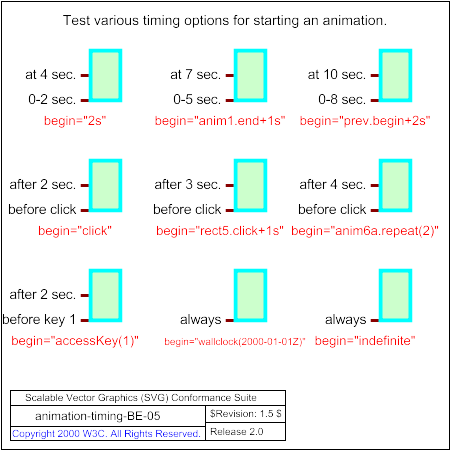 Test various timing options for starting an animation.
at 4 sec. at 7 sec. at 10 sec.
0-2 sec. 0-5 sec. 0-8 sec.
begin="2s" begin="anim1.end+1s" begin="prev.begin+2s"
after 2 sec. after 3 sec. after 4 sec.
before click before click before click
begin="click" begin="rect5.click+1s" begin="anim6a.repeat(2)"
after 2 sec.
before key 1 always always
begin="accessKey(1)" begin="wallclock(2000-01-01Z)" begin="indefinite"
Scalable Vector Graphics (SVG) Conformance Suite
animation-timing-BE-05
$Revision: 1.5 $
Copyright 2000 W3C. All Rights Reserved.
Release 2.0